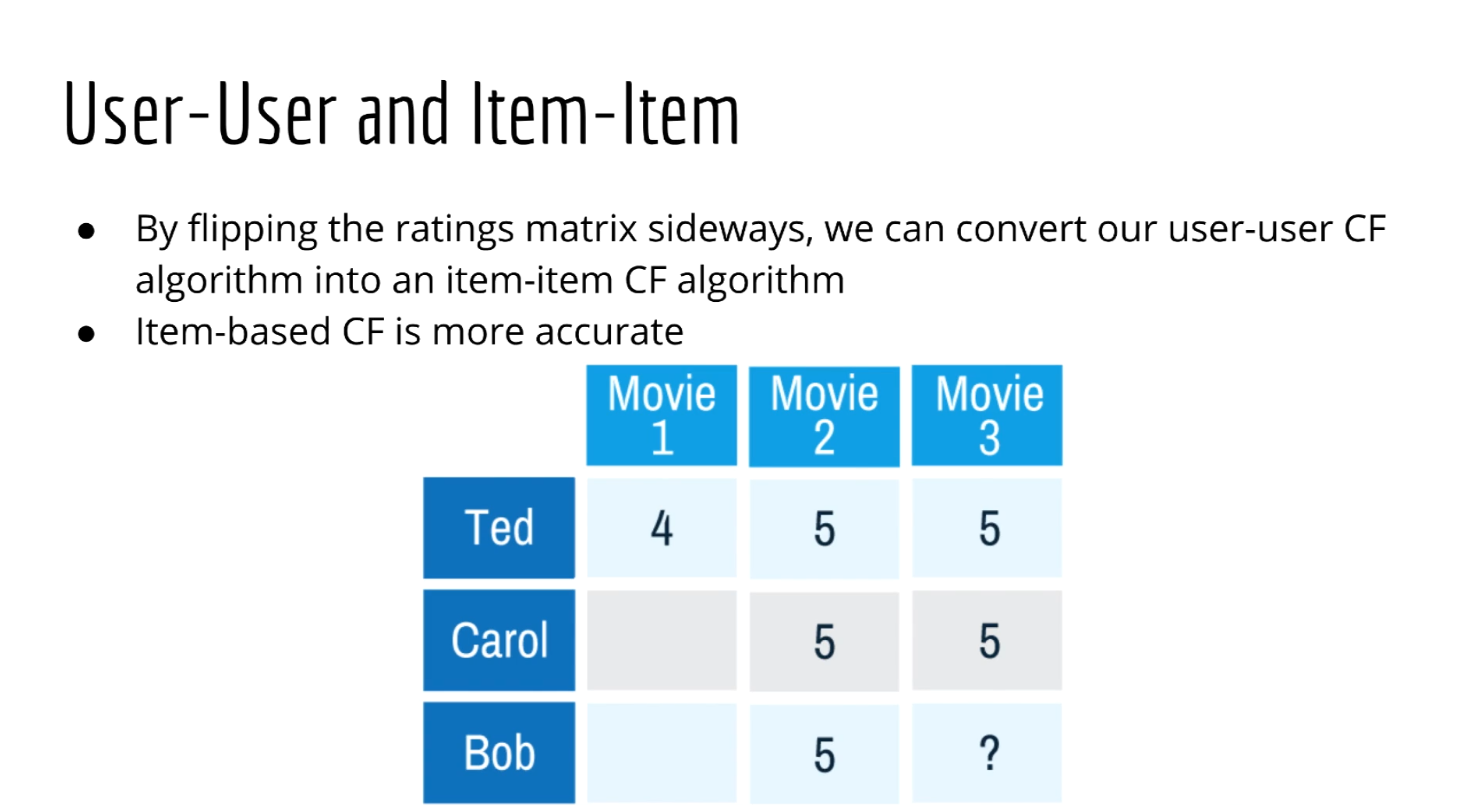 User-User and Item-Item
● By flipping the ratings matrix sideways, we can convert our user-user CF
algorithm into an item-item CF algorithm
● Item-based CF is more accurate
Movie 1 Movie 2 Movie 3
Ted 4 5 5
Carol 5 5
Bob 5 ?